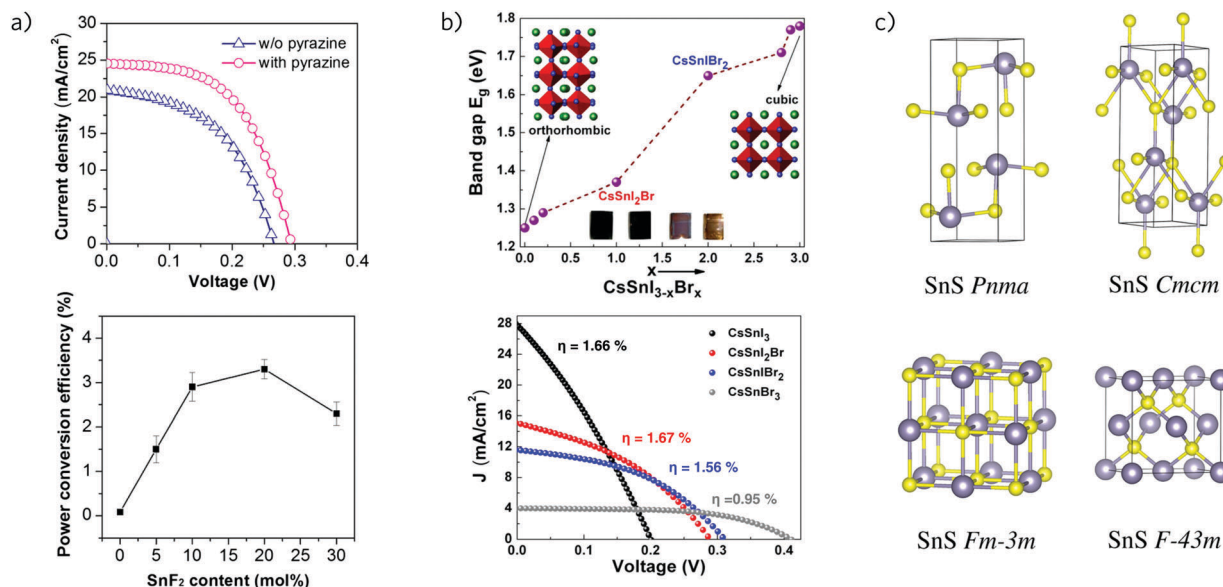 a)
Current density (mA/cm²)
30
25
20
15
10
5
0
w/o pyrazine
with pyrazine
0.0 0.1 0.2 0.3 0.4
Voltage (V)
Power conversion efficiency (%)
4
3
2
1
0
0 5 10 20 30
SnF₂ content (mol%)
b)
Band gap E_g (eV)
1.8
1.7
1.6
1.5
1.4
1.3
1.2
CsSnIBr₂
cubic
orthorhombic
CsSnI₂Br
0.0 0.5 1.0 1.5 2.0 2.5 3.0
x
CsSnI₃₋ₓBrₓ
J (mA/cm²)
28
24
20
16
12
8
4
0
η = 1.66 %
CsSnI₃
CsSnI₂Br
CsSnIBr₂
CsSnBr₃
η = 1.67 %
η = 1.56 %
η =0.95 %
0.0 0.1 0.2 0.3 0.4
Voltage (V)
c)
SnS Pnma
SnS Cmcm
SnS Fm-3m
SnS F-43m